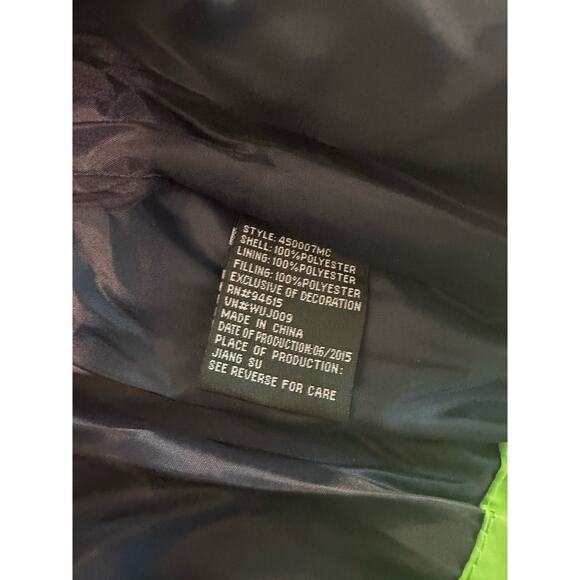 STYLE: 450007MC
SHELL: 100%POLYESTER
LINING: 100%POLYESTER
FILLING: 100%POLYESTER
EXCLUSIVE OF DECORATION
RN#94615
VN#WUJ009
MADE IN CHINA
DATE OF PRODUCTION: 06/2015
PLACE OF PRODUCTION:
JIANG SU
SEE REVERSE FOR CARE